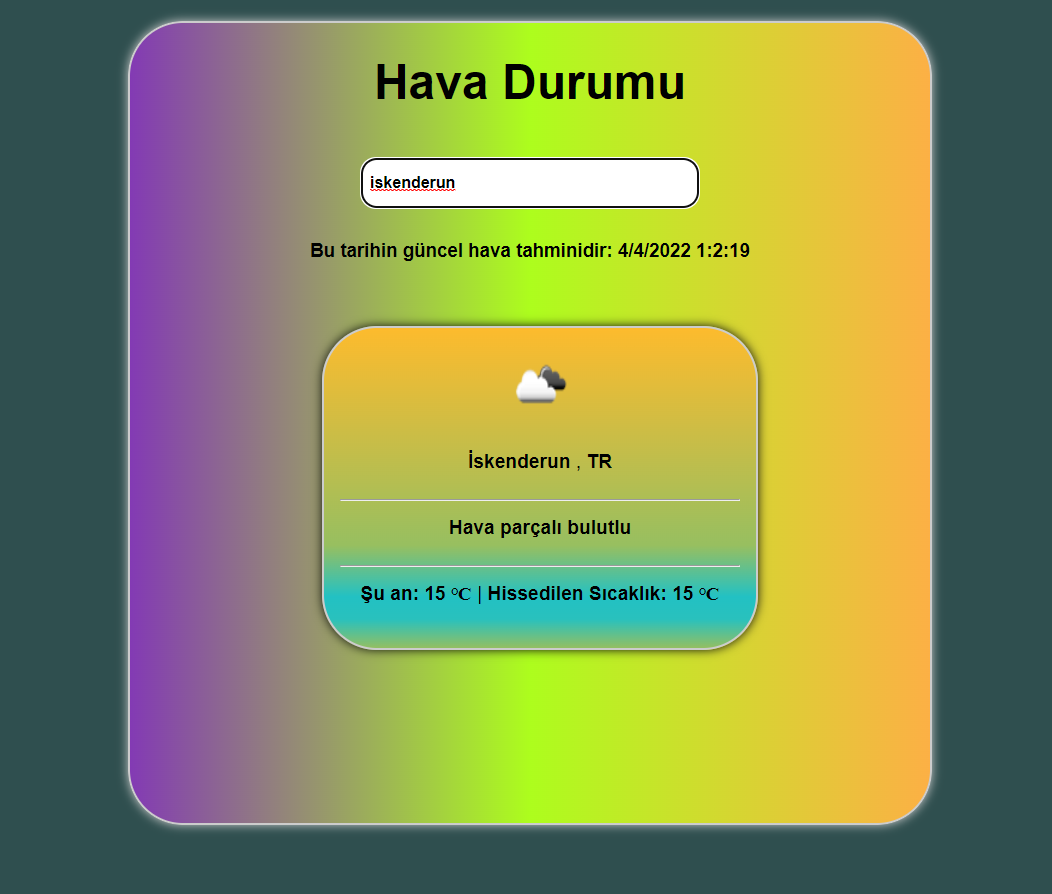 Hava Durumu
iskenderun
Bu tarihin güncel hava tahminidir: 4/4/2022 1:2:19
İskenderun , TR
Hava parçalı bulutlu
Şu an: 15 °C | Hissedilen Sıcaklık: 15 °C